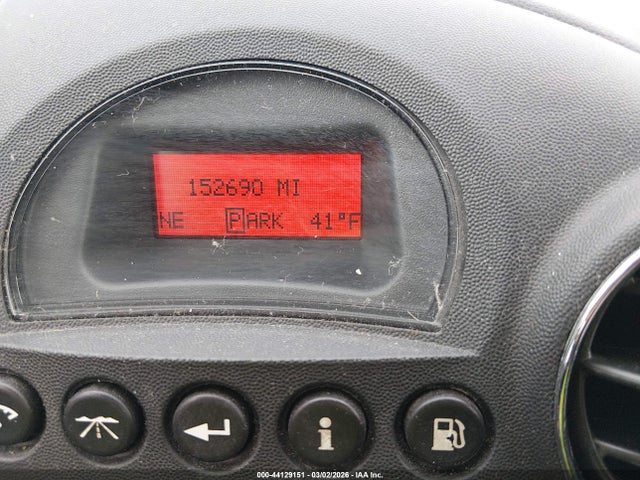 152690 MI
NE PARK 41°F
i
000-44129151 - 03/02/2026 - IAA Inc.